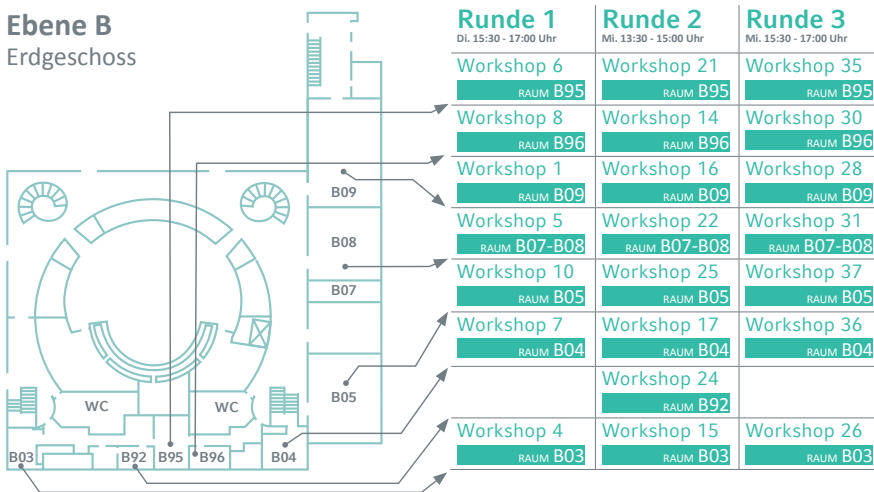 Ebene B
Erdgeschoss
Runde 1
Di. 15:30 - 17:00 Uhr
Runde 2
Mi. 13:30 - 15:00 Uhr
Runde 3
Mi. 15:30 - 17:00 Uhr
Workshop 6
RAUM B95
Workshop 21
RAUM B95
Workshop 35
RAUM B95
Workshop 8
RAUM B96
Workshop 14
RAUM B96
Workshop 30
RAUM B96
Workshop 1
RAUM B09
Workshop 16
RAUM B09
Workshop 28
RAUM B09
Workshop 5
RAUM B07-B08
Workshop 22
RAUM B07-B08
Workshop 31
RAUM B07-B08
Workshop 10
RAUM B05
Workshop 25
RAUM B05
Workshop 37
RAUM B05
Workshop 7
RAUM B04
Workshop 17
RAUM B04
Workshop 36
RAUM B04
Workshop 24
RAUM B92
Workshop 4
RAUM B03
Workshop 15
RAUM B03
Workshop 26
RAUM B03
B09
B08
B07
B05
WC
WC
B03
B92
B95
B96
B04